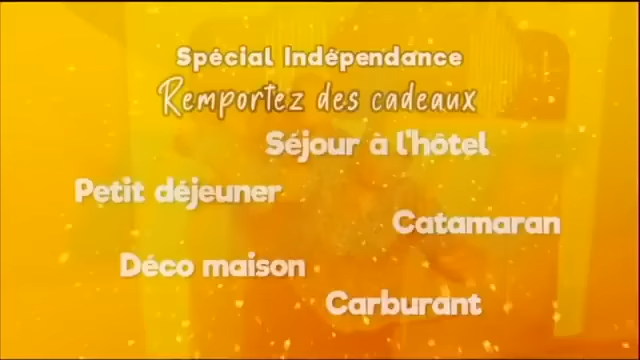 Spécial Indépendance
Remportez des cadeaux
Séjour à l'hôtel
Petit déjeuner
Catamaran
Déco maison
Carburant